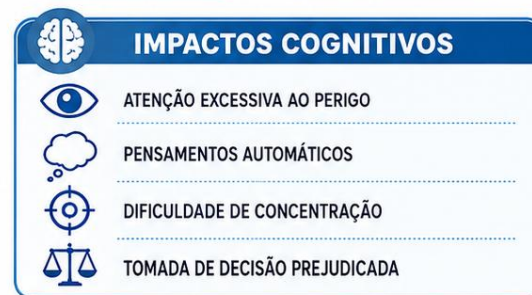 IMPACTOS COGNITIVOS
ATENÇÃO EXCESSIVA AO PERIGO
PENSAMENTOS AUTOMÁTICOS
DIFICULDADE DE CONCENTRAÇÃO
TOMADA DE DECISÃO PREJUDICADA